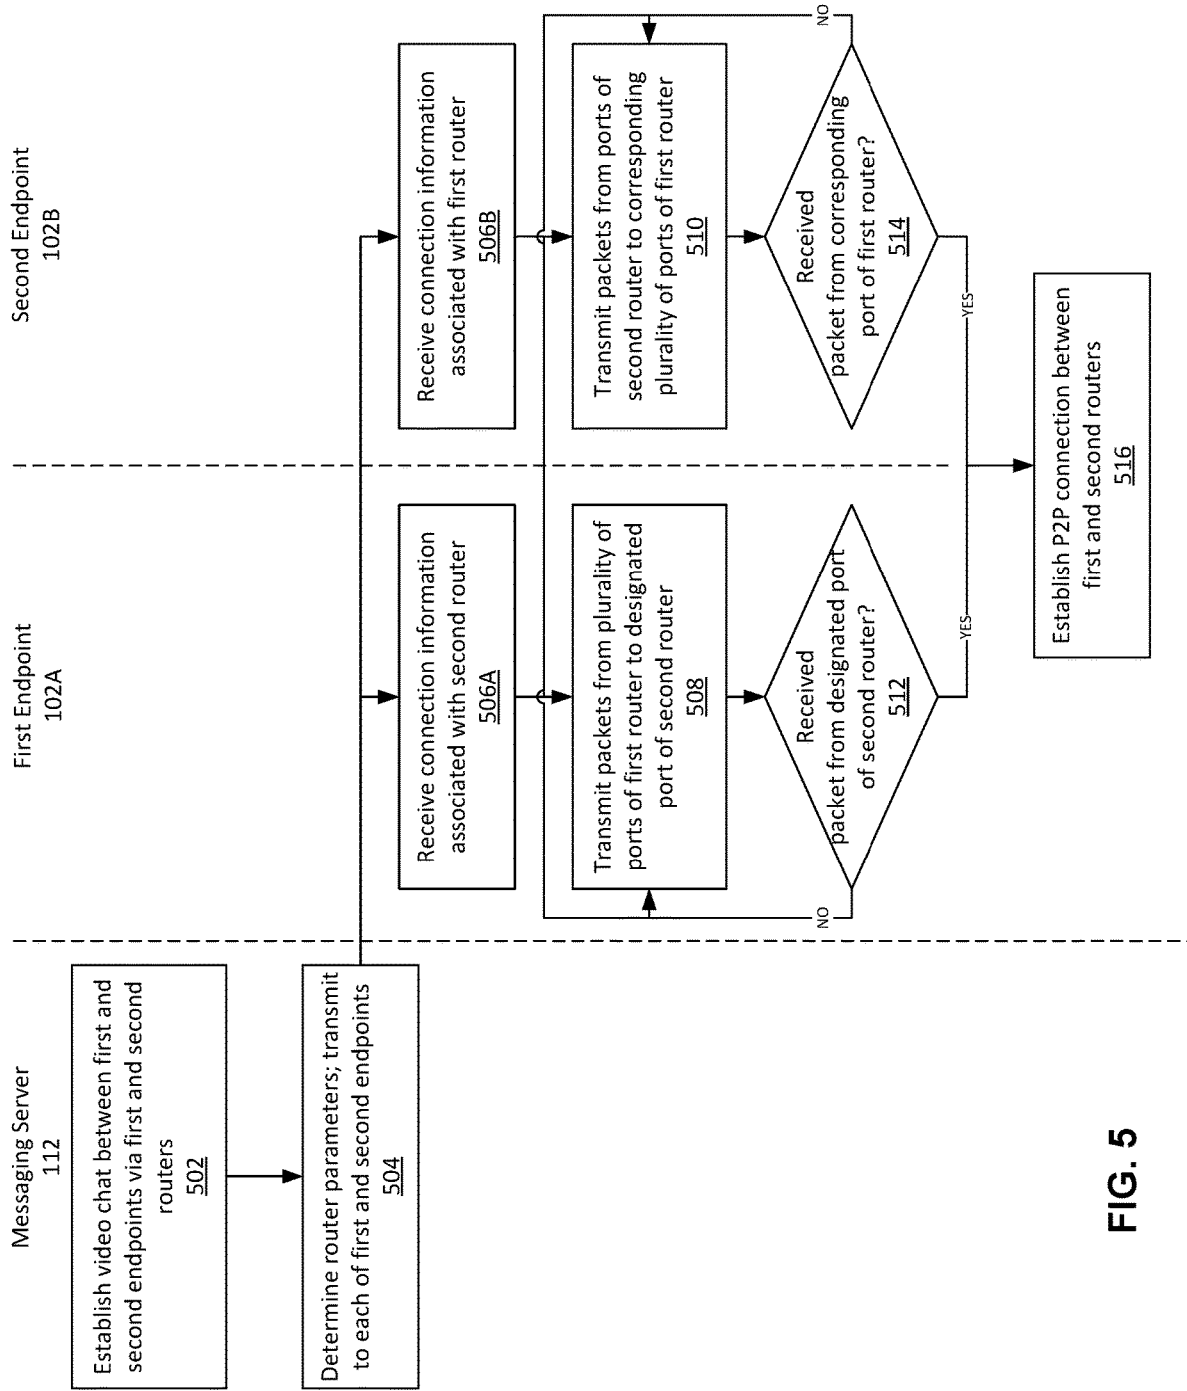 Messaging Server
112
First Endpoint
102A
Second Endpoint
102B
Establish video chat between first and
second endpoints via first and second
routers
502
Determine router parameters; transmit
to each of first and second endpoints
504
Receive connection information
associated with second router
506A
Receive connection information
associated with first router
506B
Transmit packets from plurality of
ports of first router to designated
port of second router
508
Transmit packets from ports of
second router to corresponding
plurality of ports of first router
510
Received
packet from designated port
of second router?
512
Received
packet from corresponding
port of first router?
514
NO
NO
YES
YES
Establish P2P connection between
first and second routers
516
FIG. 5